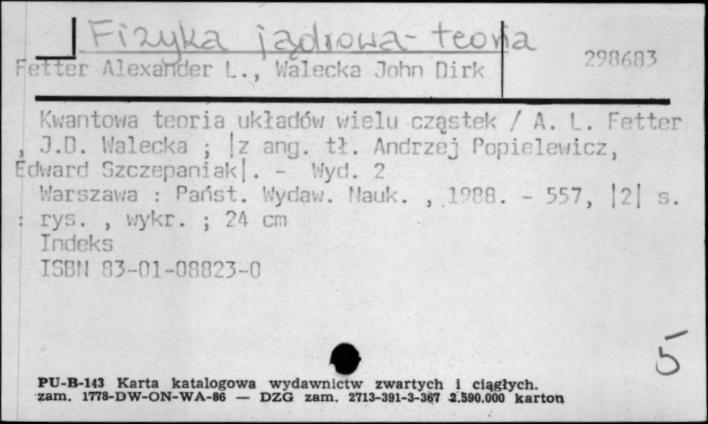 Fizyka jądrowa - teoria
298683
Fetter Alexander L., Walecka John Dirk
Kwantowa teoria układów wielu cząstek / A. L. Fetter
, J.D. Walecka ; |z ang. tł. Andrzej Popielewicz,
Edward Szczepaniak|. - Wyd. 2
Warszawa : Państ. Wydaw. Nauk. , 1988. - 557, |2| s.
: rys. , wykr. ; 24 cm
Indeks
ISBN 83-01-08823-0
5
PU-B-143 Karta katalogowa wydawnictw zwartych i ciągłych.
zam. 1778-DW-ON-WA-86 — DZG zam. 2713-391-3-367 2.590.000 karton